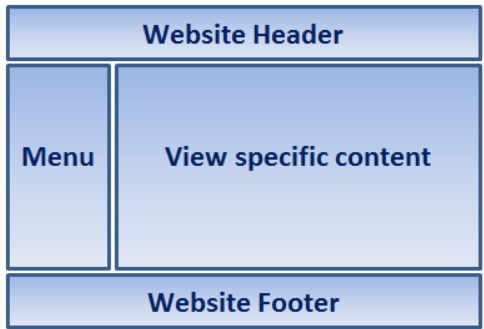 Website Header
Menu
View specific content
Website Footer